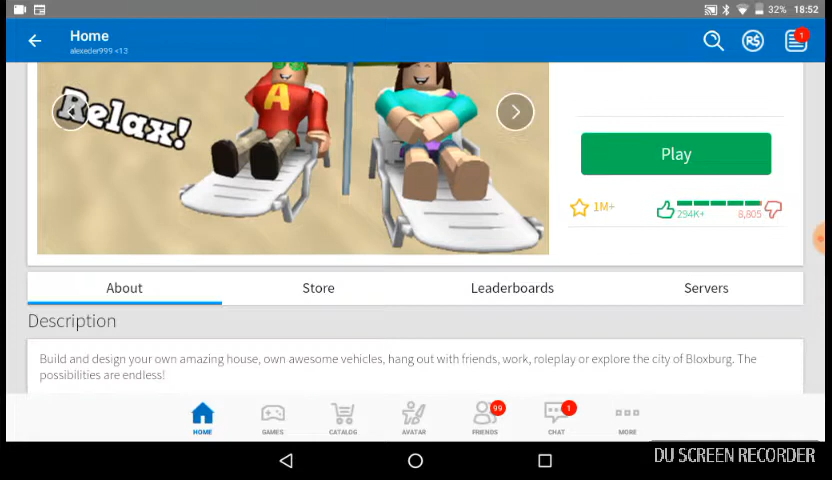 32% 18:52
Home
alexeder999 <13
R$
1
Relax!
A
Play
1M+
294K+
8,805
About
Store
Leaderboards
Servers
Description
Build and design your own amazing house, own awesome vehicles, hang out with friends, work, roleplay or explore the city of Bloxburg. The
possibilities are endless!
99
1
HOME
GAMES
CATALOG
AVATAR
FRIENDS
CHAT
MORE
DU SCREEN RECORDER